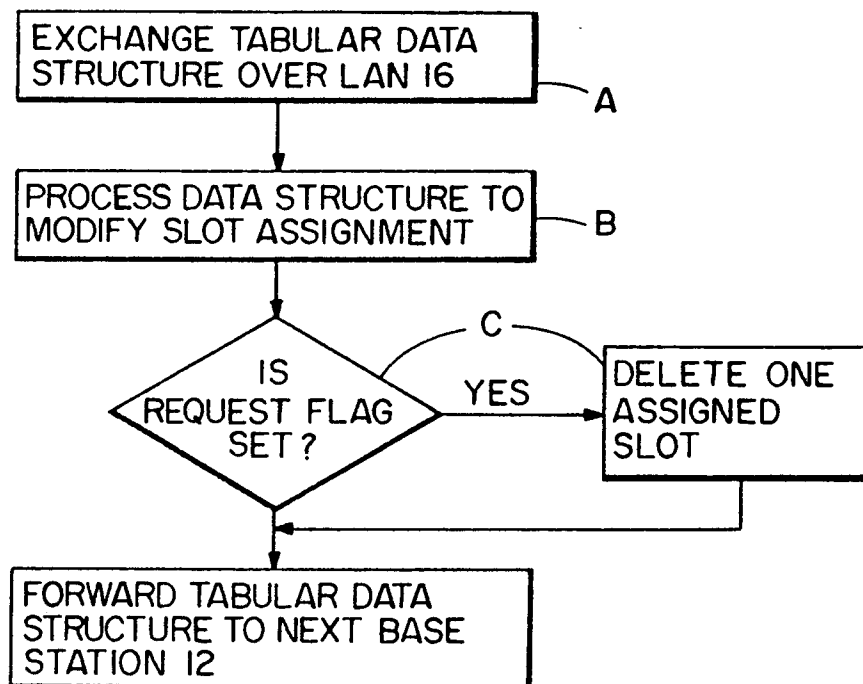 EXCHANGE TABULAR DATA
STRUCTURE OVER LAN 16
A
PROCESS DATA STRUCTURE TO
MODIFY SLOT ASSIGNMENT
B
C
IS
REQUEST FLAG
SET?
YES
DELETE ONE
ASSIGNED
SLOT
FORWARD TABULAR DATA
STRUCTURE TO NEXT BASE
STATION 12